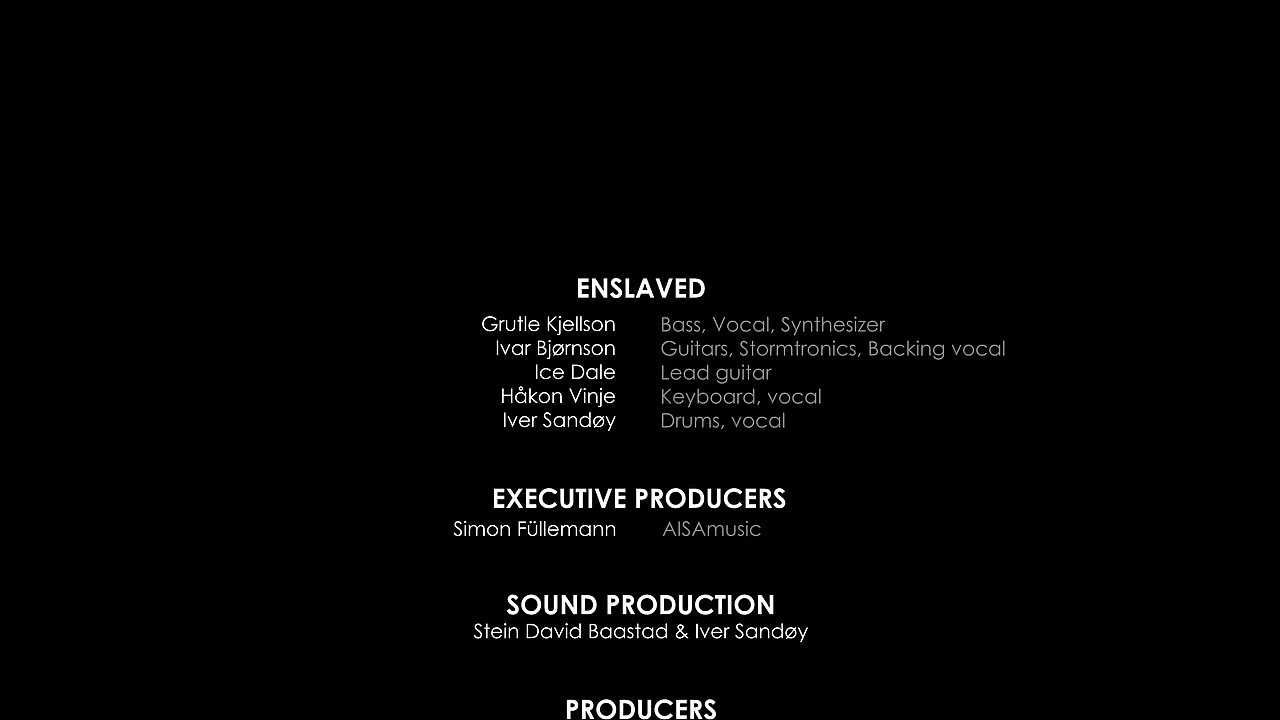 ENSLAVED
Grutle Kjellson Bass, Vocal, Synthesizer
Ivar Bjørnson Guitars, Stormtronics, Backing vocal
Ice Dale Lead guitar
Håkon Vinje Keyboard, vocal
Iver Sandøy Drums, vocal
EXECUTIVE PRODUCERS
Simon Füllemann AISAmusic
SOUND PRODUCTION
Stein David Baastad & Iver Sandøy
PRODUCERS